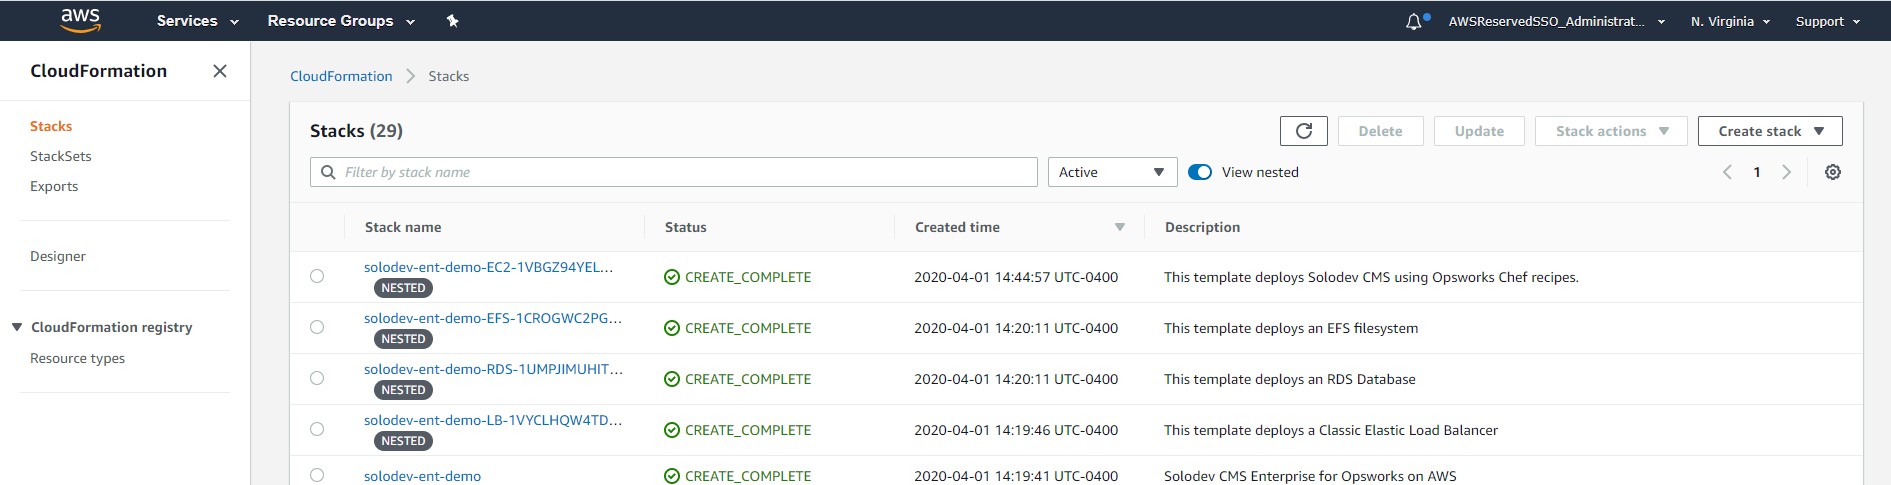 aws Services Resource Groups AWSReservedSSO_Administrat... N. Virginia Support
CloudFormation
Stacks
StackSets
Exports
Designer
CloudFormation registry
Resource types
CloudFormation Stacks
Stacks (29) Delete Update Stack actions Create stack
Filter by stack name Active View nested 1
Stack name Status Created time Description
solodev-ent-demo-EC2-1VBGZ94YEL... CREATE_COMPLETE 2020-04-01 14:44:57 UTC-0400 This template deploys Solodev CMS using Opsworks Chef recipes.
NESTED
solodev-ent-demo-EFS-1CROGWC2PG... CREATE_COMPLETE 2020-04-01 14:20:11 UTC-0400 This template deploys an EFS filesystem
NESTED
solodev-ent-demo-RDS-1UMPJIMUHIT... CREATE_COMPLETE 2020-04-01 14:20:11 UTC-0400 This template deploys an RDS Database
NESTED
solodev-ent-demo-LB-1VYCLHQW4TD... CREATE_COMPLETE 2020-04-01 14:19:46 UTC-0400 This template deploys a Classic Elastic Load Balancer
NESTED
solodev-ent-demo CREATE_COMPLETE 2020-04-01 14:19:41 UTC-0400 Solodev CMS Enterprise for Opsworks on AWS